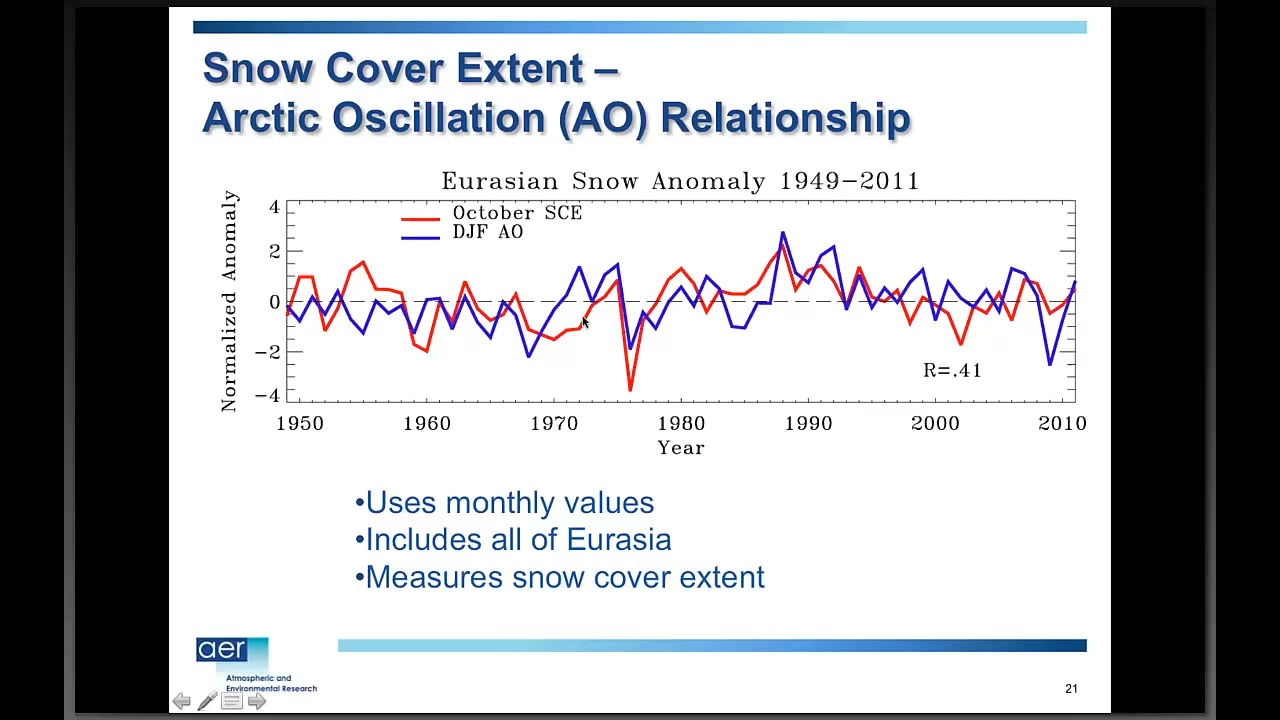 Snow Cover Extent –
Arctic Oscillation (AO) Relationship
Eurasian Snow Anomaly 1949-2011
Normalized Anomaly
4
2
0
-2
-4
October SCE
DJF AO
R=.41
1950 1960 1970 1980 1990 2000 2010
Year
•Uses monthly values
•Includes all of Eurasia
•Measures snow cover extent
aer
Atmospheric and
Environmental Research
21